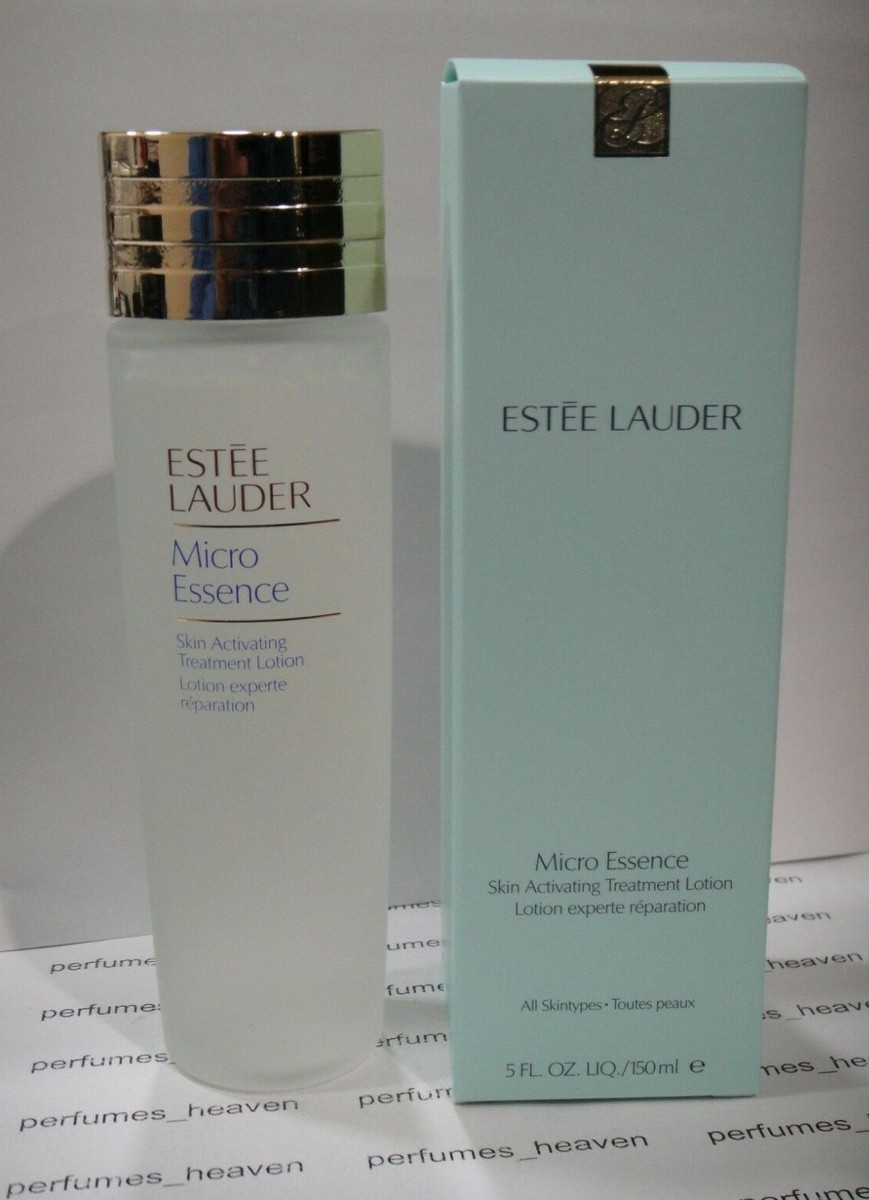 ESTĒE
LAUDER
Micro
Essence
Skin Activating
Treatment Lotion
Lotion experte
réparation
ESTĒE LAUDER
Micro Essence
Skin Activating Treatment Lotion
Lotion experte réparation
All Skintypes • Toutes peaux
5 FL. OZ. LIQ./150 ml e
perfumes_heaven
perfumes_heaven
perfumes_heaven